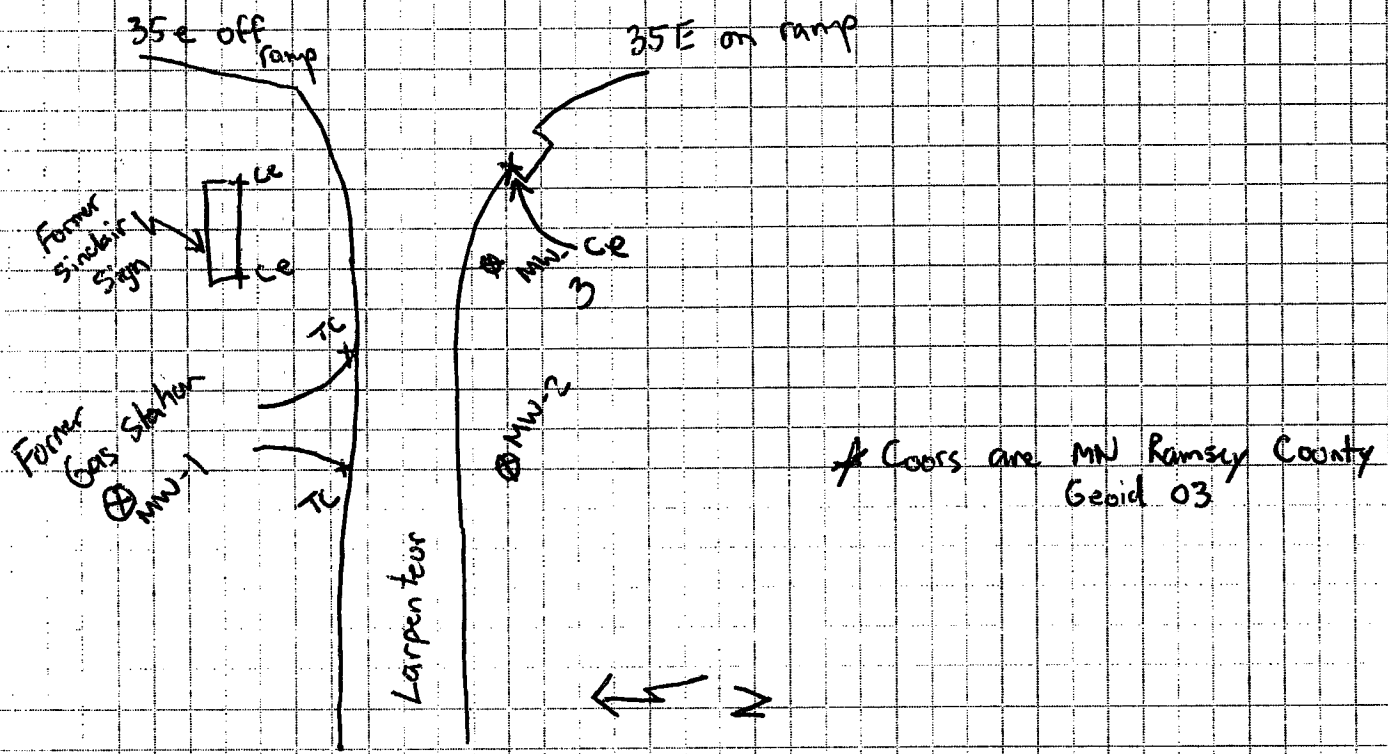 35e off
ramp
35E on ramp
ce
Former
Sinclair
Sign
ce
ce
MW-
3
TC
Former
Gas Station
MW-1
TC
MW-2
* Coors are MN Ramsey County
Geoid 03
Larpenteur
N